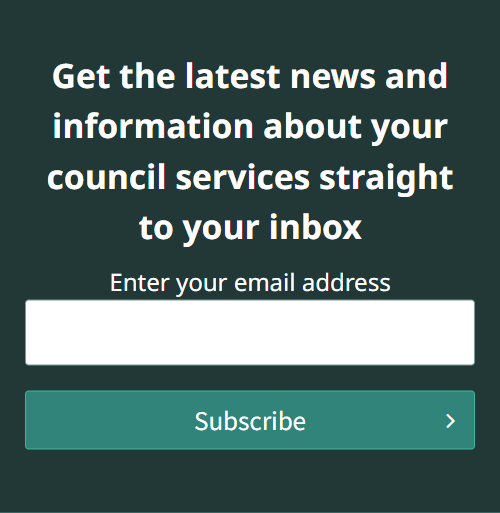 Get the latest news and
information about your
council services straight
to your inbox
Enter your email address
Subscribe